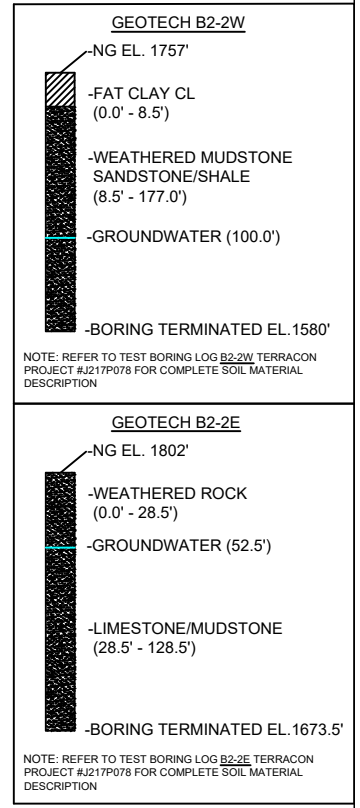 GEOTECH B2-2W
-NG EL. 1757'
-FAT CLAY CL
(0.0' - 8.5')
-WEATHERED MUDSTONE
SANDSTONE/SHALE
(8.5' - 177.0')
-GROUNDWATER (100.0')
-BORING TERMINATED EL.1580'
NOTE: REFER TO TEST BORING LOG B2-2W TERRACON
PROJECT #J217P078 FOR COMPLETE SOIL MATERIAL
DESCRIPTION
GEOTECH B2-2E
-NG EL. 1802'
-WEATHERED ROCK
(0.0' - 28.5')
-GROUNDWATER (52.5')
-LIMESTONE/MUDSTONE
(28.5' - 128.5')
-BORING TERMINATED EL.1673.5'
NOTE: REFER TO TEST BORING LOG B2-2E TERRACON
PROJECT #J217P078 FOR COMPLETE SOIL MATERIAL
DESCRIPTION